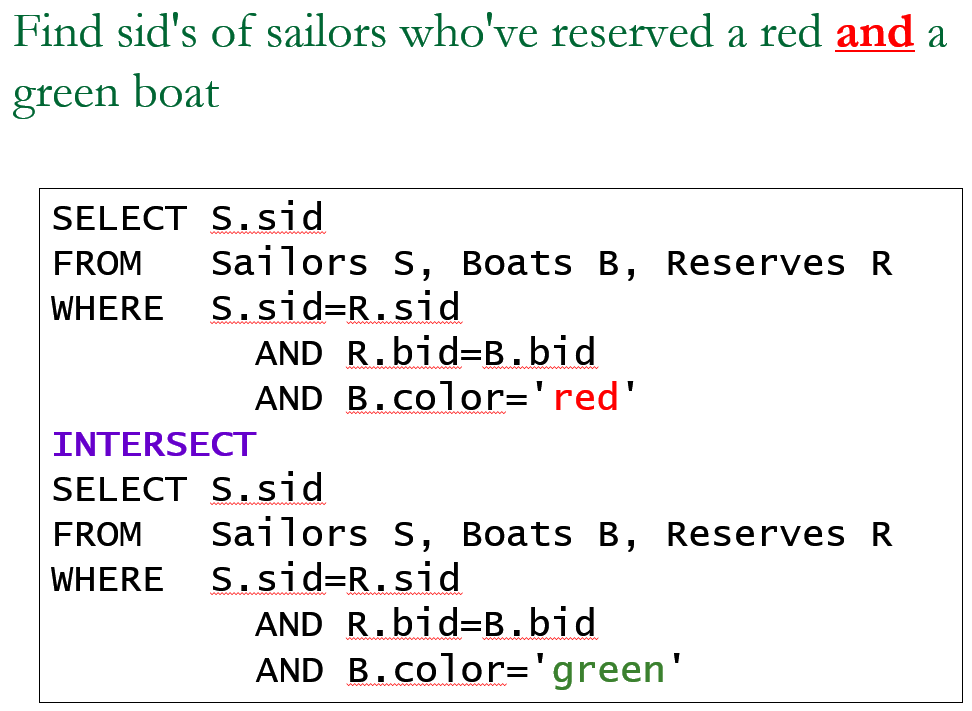 Find sid's of sailors who've reserved a red and a
green boat
SELECT S.sid
FROM   Sailors S, Boats B, Reserves R
WHERE  S.sid=R.sid
         AND R.bid=B.bid
         AND B.color='red'
INTERSECT
SELECT S.sid
FROM   Sailors S, Boats B, Reserves R
WHERE  S.sid=R.sid
         AND R.bid=B.bid
         AND B.color='green'